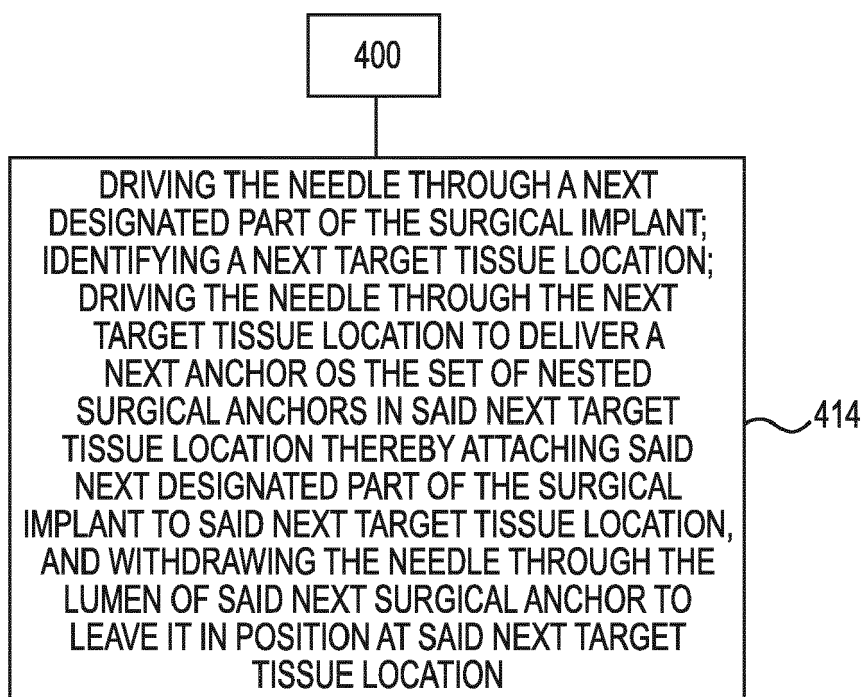 400
DRIVING THE NEEDLE THROUGH A NEXT
DESIGNATED PART OF THE SURGICAL IMPLANT;
IDENTIFYING A NEXT TARGET TISSUE LOCATION;
DRIVING THE NEEDLE THROUGH THE NEXT
TARGET TISSUE LOCATION TO DELIVER A
NEXT ANCHOR OS THE SET OF NESTED
SURGICAL ANCHORS IN SAID NEXT TARGET
TISSUE LOCATION THEREBY ATTACHING SAID
NEXT DESIGNATED PART OF THE SURGICAL
IMPLANT TO SAID NEXT TARGET TISSUE LOCATION,
AND WITHDRAWING THE NEEDLE THROUGH THE
LUMEN OF SAID NEXT SURGICAL ANCHOR TO
LEAVE IT IN POSITION AT SAID NEXT TARGET
TISSUE LOCATION
414